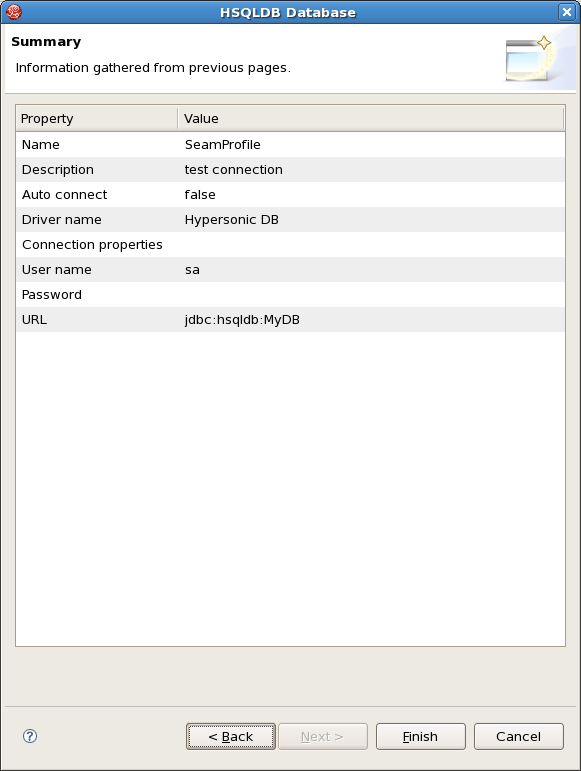 HSQLDB Database
Summary
Information gathered from previous pages.
Property Value
Name SeamProfile
Description test connection
Auto connect false
Driver name Hypersonic DB
Connection properties
User name sa
Password
URL jdbc:hsqldb:MyDB
? < Back Next > Finish Cancel